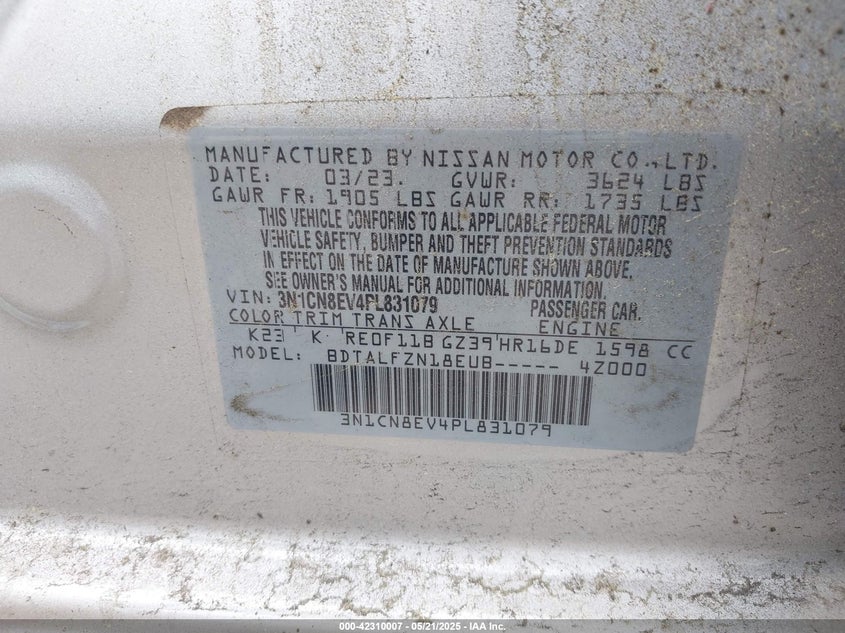 MANUFACTURED BY NISSAN MOTOR CO.,LTD.
DATE: 03/23. GVWR: 3624 LBS
GAWR FR: 1905 LBS GAWR RR: 1735 LBS
THIS VEHICLE CONFORMS TO ALL APPLICABLE FEDERAL MOTOR
VEHICLE SAFETY, BUMPER AND THEFT PREVENTION STANDARDS
IN EFFECT ON THE DATE OF MANUFACTURE SHOWN ABOVE.
SEE OWNER'S MANUAL FOR ADDITIONAL INFORMATION
VIN: 3N1CN8EV4PL831079 PASSENGER CAR.
COLOR TRIM TRANS AXLE ENGINE
K23 K RE0F11B GZ39 HR16DE 1598 CC
MODEL: BDTALFZN18EUB----- 4Z000
3N1CN8EV4PL831079
000-42310007 - 05/21/2025 - IAA Inc.